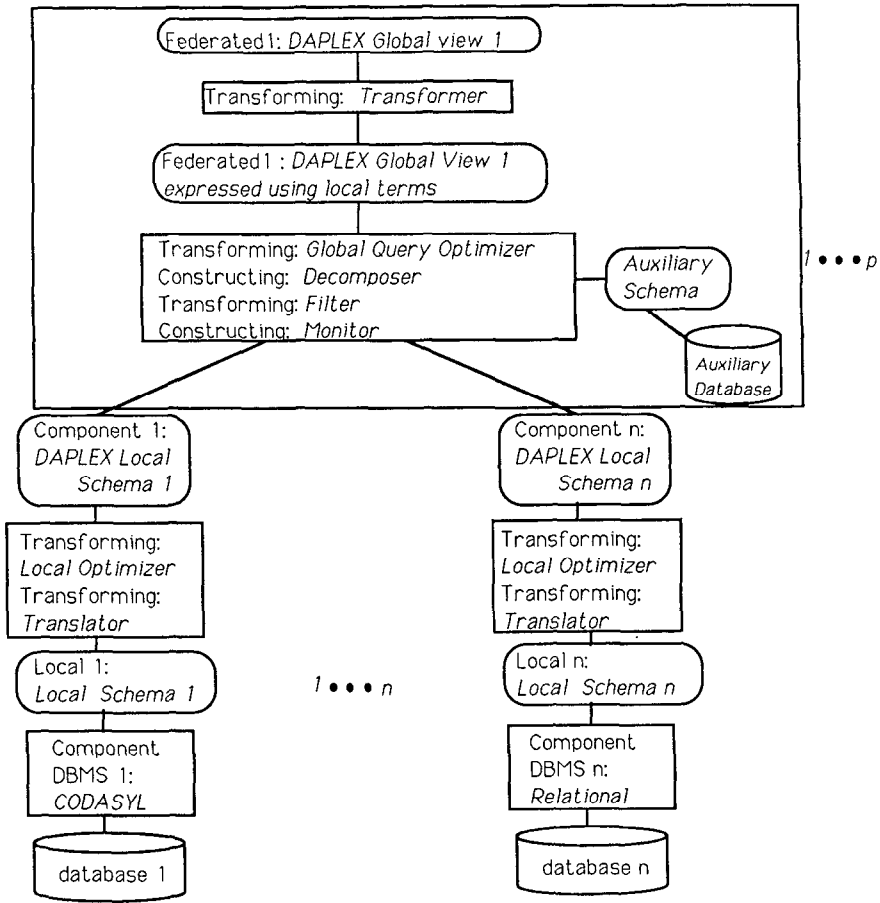 Federated1: DAPLEX Global view 1
Transforming: Transformer
Federated1 : DAPLEX Global View 1
expressed using local terms
Transforming: Global Query Optimizer
Constructing: Decomposer
Transforming: Filter
Constructing: Monitor
Auxiliary
Schema
Auxiliary
Database
1 ••• p
Component 1:
DAPLEX Local
Schema 1
Transforming:
Local Optimizer
Transforming:
Translator
Local 1:
Local Schema 1
Component
DBMS 1:
CODASYL
database 1
1 ••• n
Component n:
DAPLEX Local
Schema n
Transforming:
Local Optimizer
Transforming:
Translator
Local n:
Local Schema n
Component
DBMS n:
Relational
database n